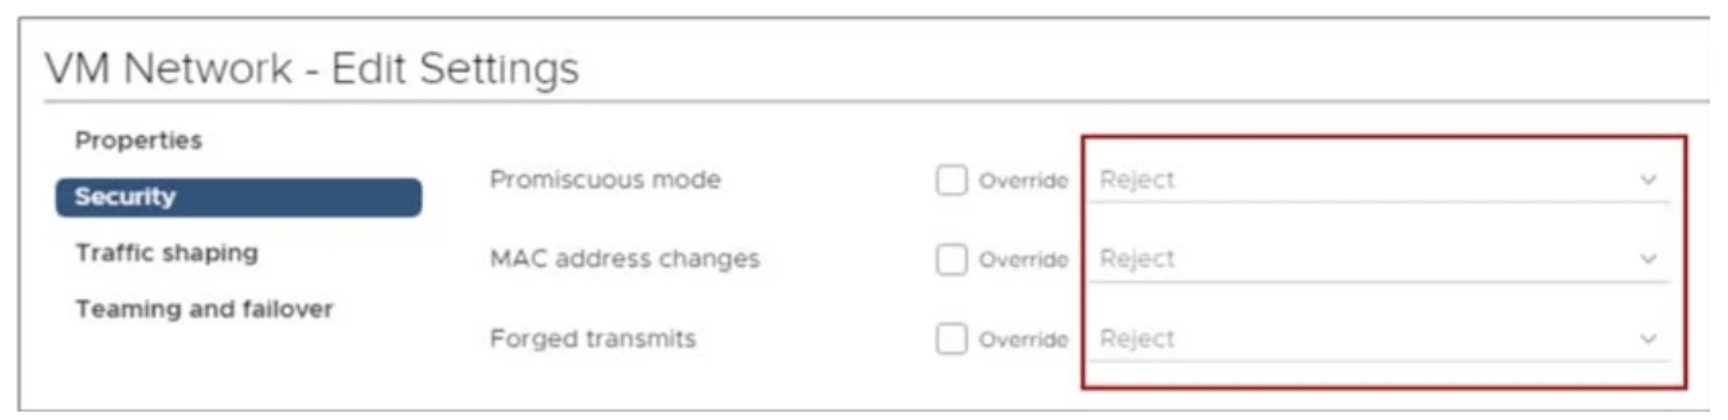 VM Network - Edit Settings
Properties
Security
Traffic shaping
Teaming and failover
Promiscuous mode Override Reject
MAC address changes Override Reject
Forged transmits Override Reject